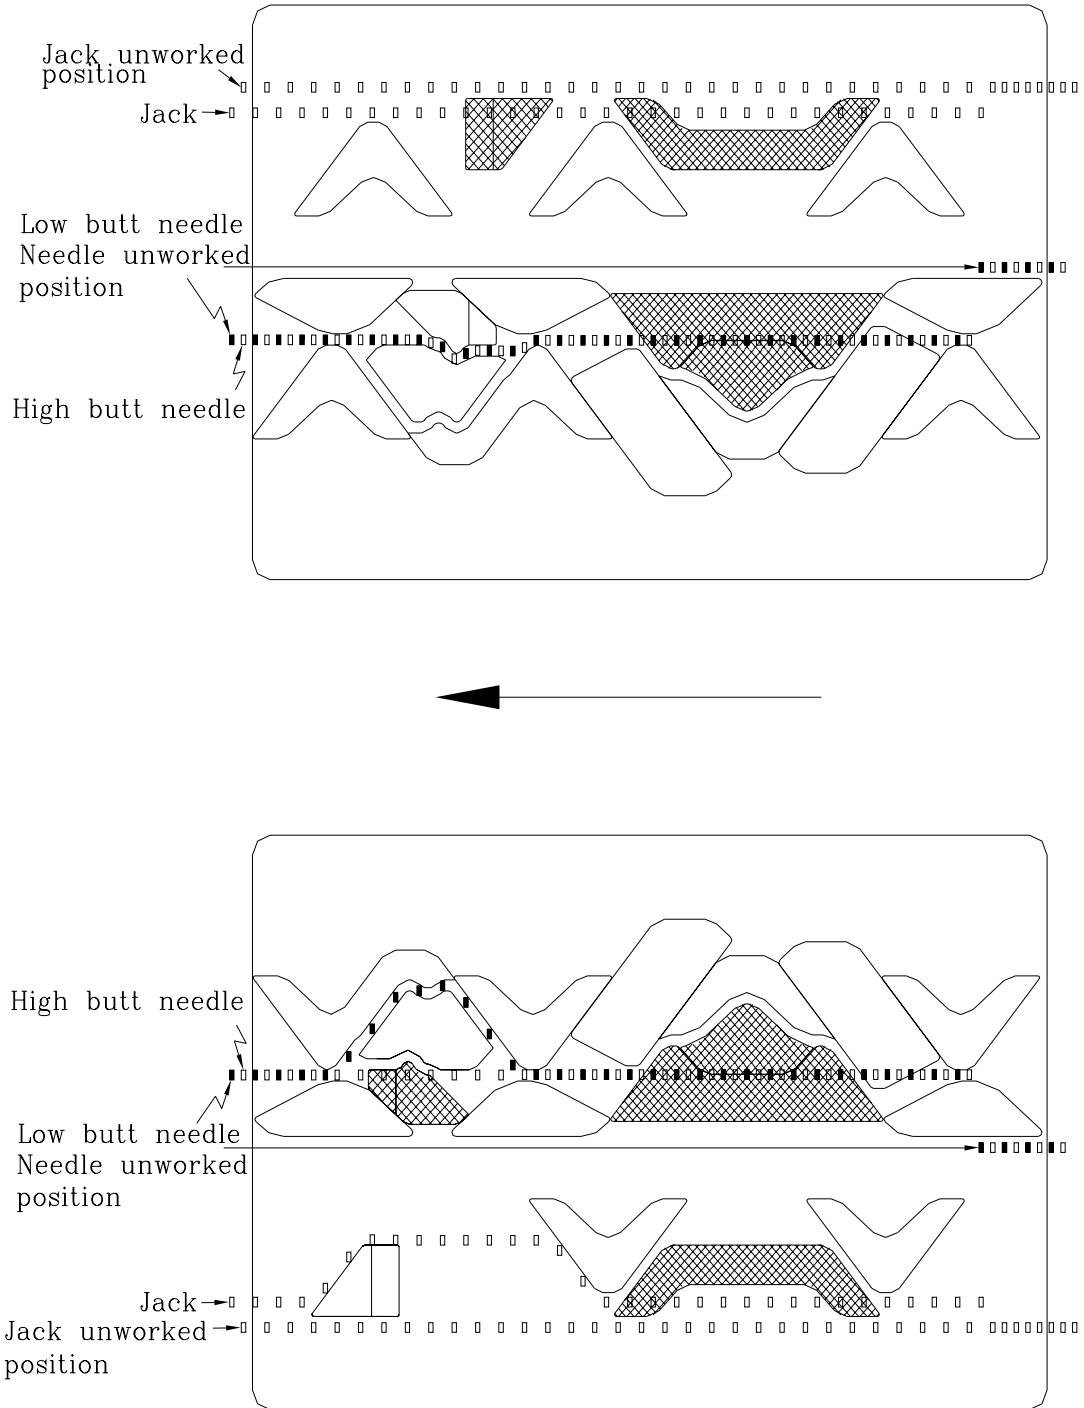 Jack unworked
position
Jack
Low butt needle
Needle unworked
position
High butt needle
High butt needle
Low butt needle
Needle unworked
position
Jack
Jack unworked
position